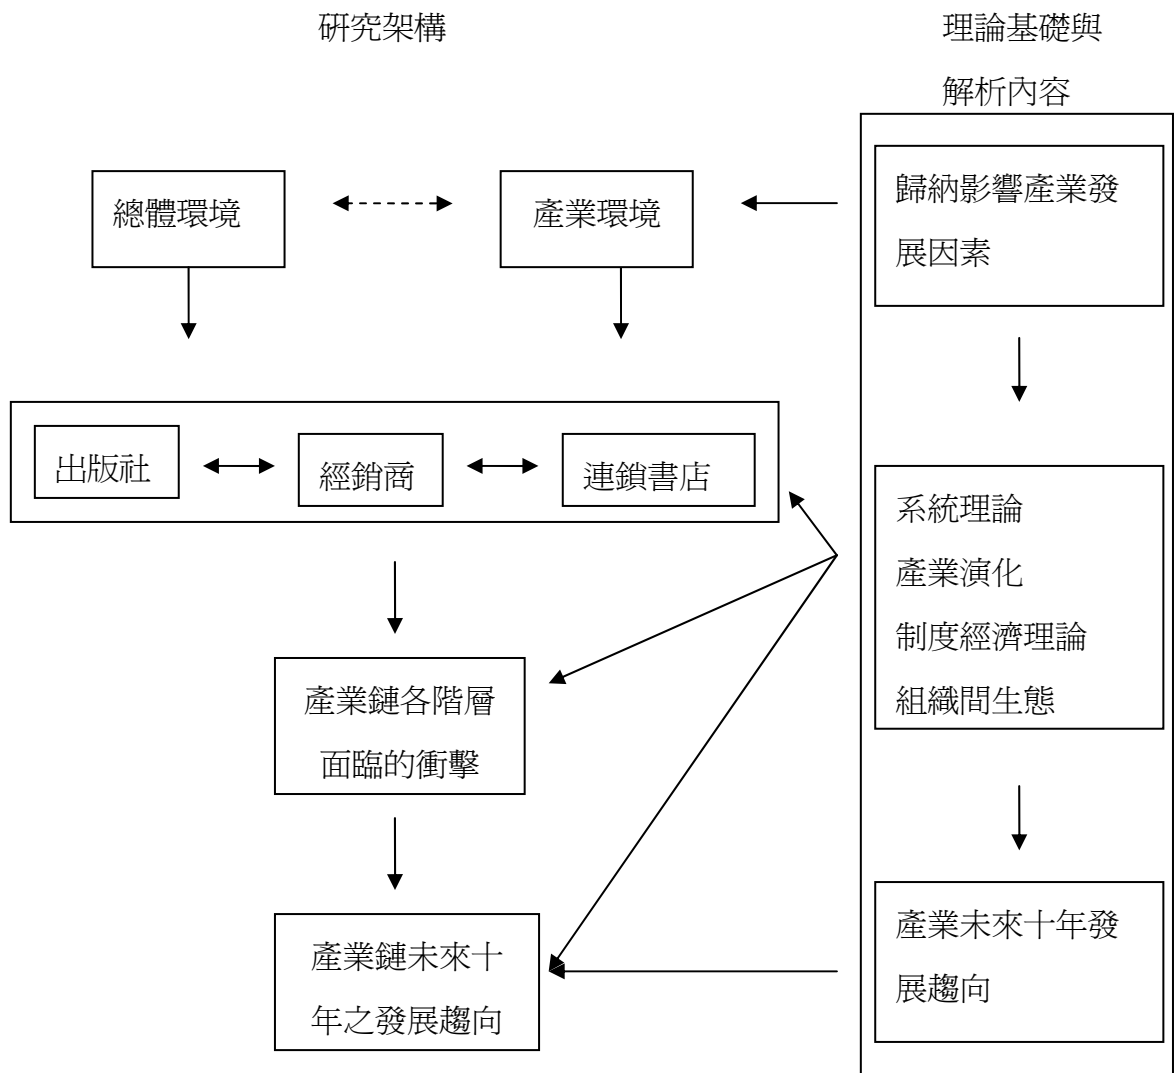 研究架構
理論基礎與
解析內容
歸納影響產業發
展因素
總體環境
產業環境
出版社
經銷商
連鎖書店
系統理論
產業演化
制度經濟理論
組織間生態
產業鏈各階層
面臨的衝擊
產業未來十年發
展趨向
產業鏈未來十
年之發展趨向